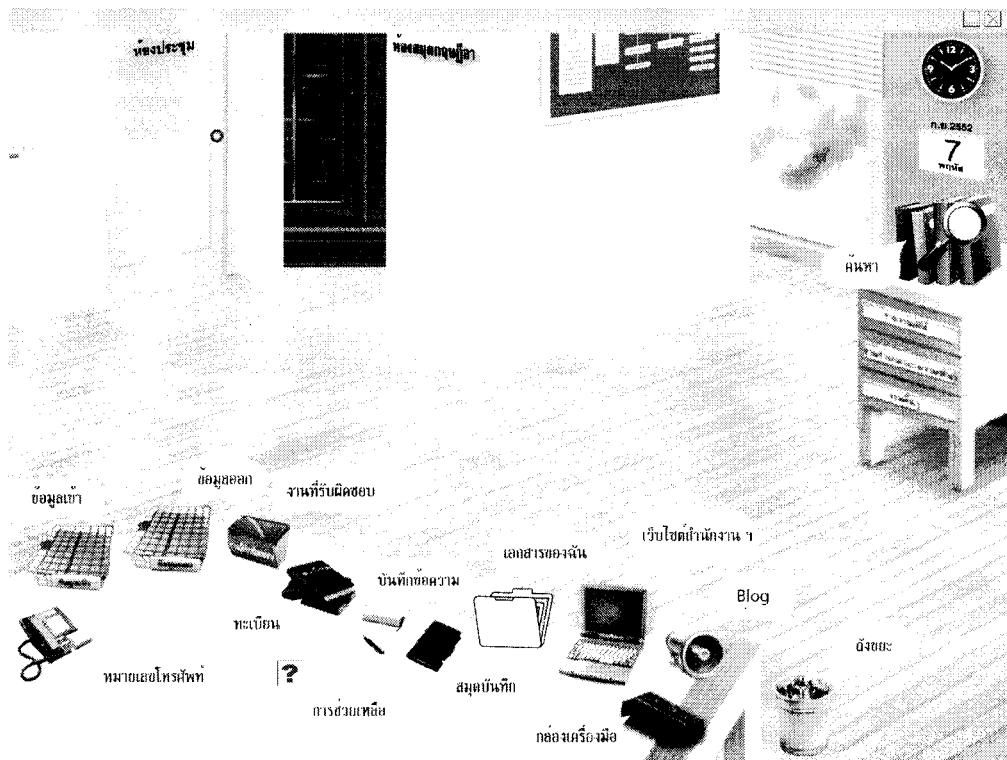 ห้องประชุม
ห้องสมุดกฤษฎีกา
12
3
6
9
ก.ย.2552
7
พฤหัส
ค้นหา
ข้อมูลเข้า
ข้อมูลออก
งานที่รับผิดชอบ
เว็บไซต์สำนักงาน ฯ
เอกสารของฉัน
บันทึกข้อความ
Blog
ทะเบียน
ถังขยะ
หมายเลขโทรศัพท์
?
สมุดบันทึก
การช่วยเหลือ
กล่องเครื่องมือ